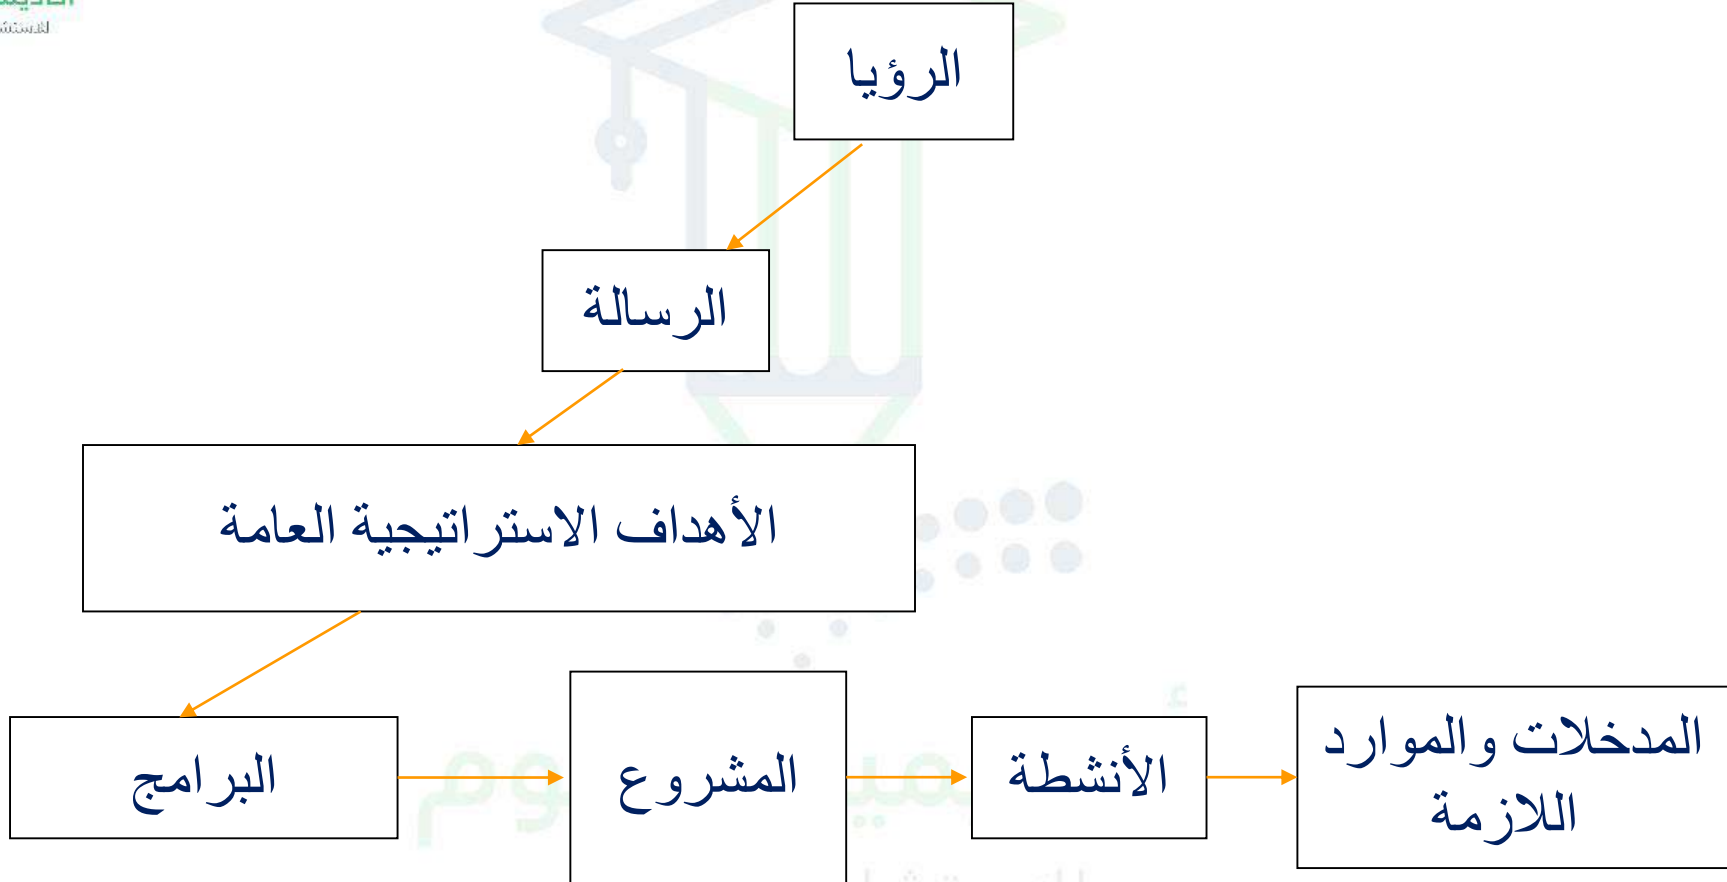 الرؤيا
الرسالة
الأهداف الاستراتيجية العامة
البرامج
المشروع
الأنشطة
المدخلات والموارد
اللازمة